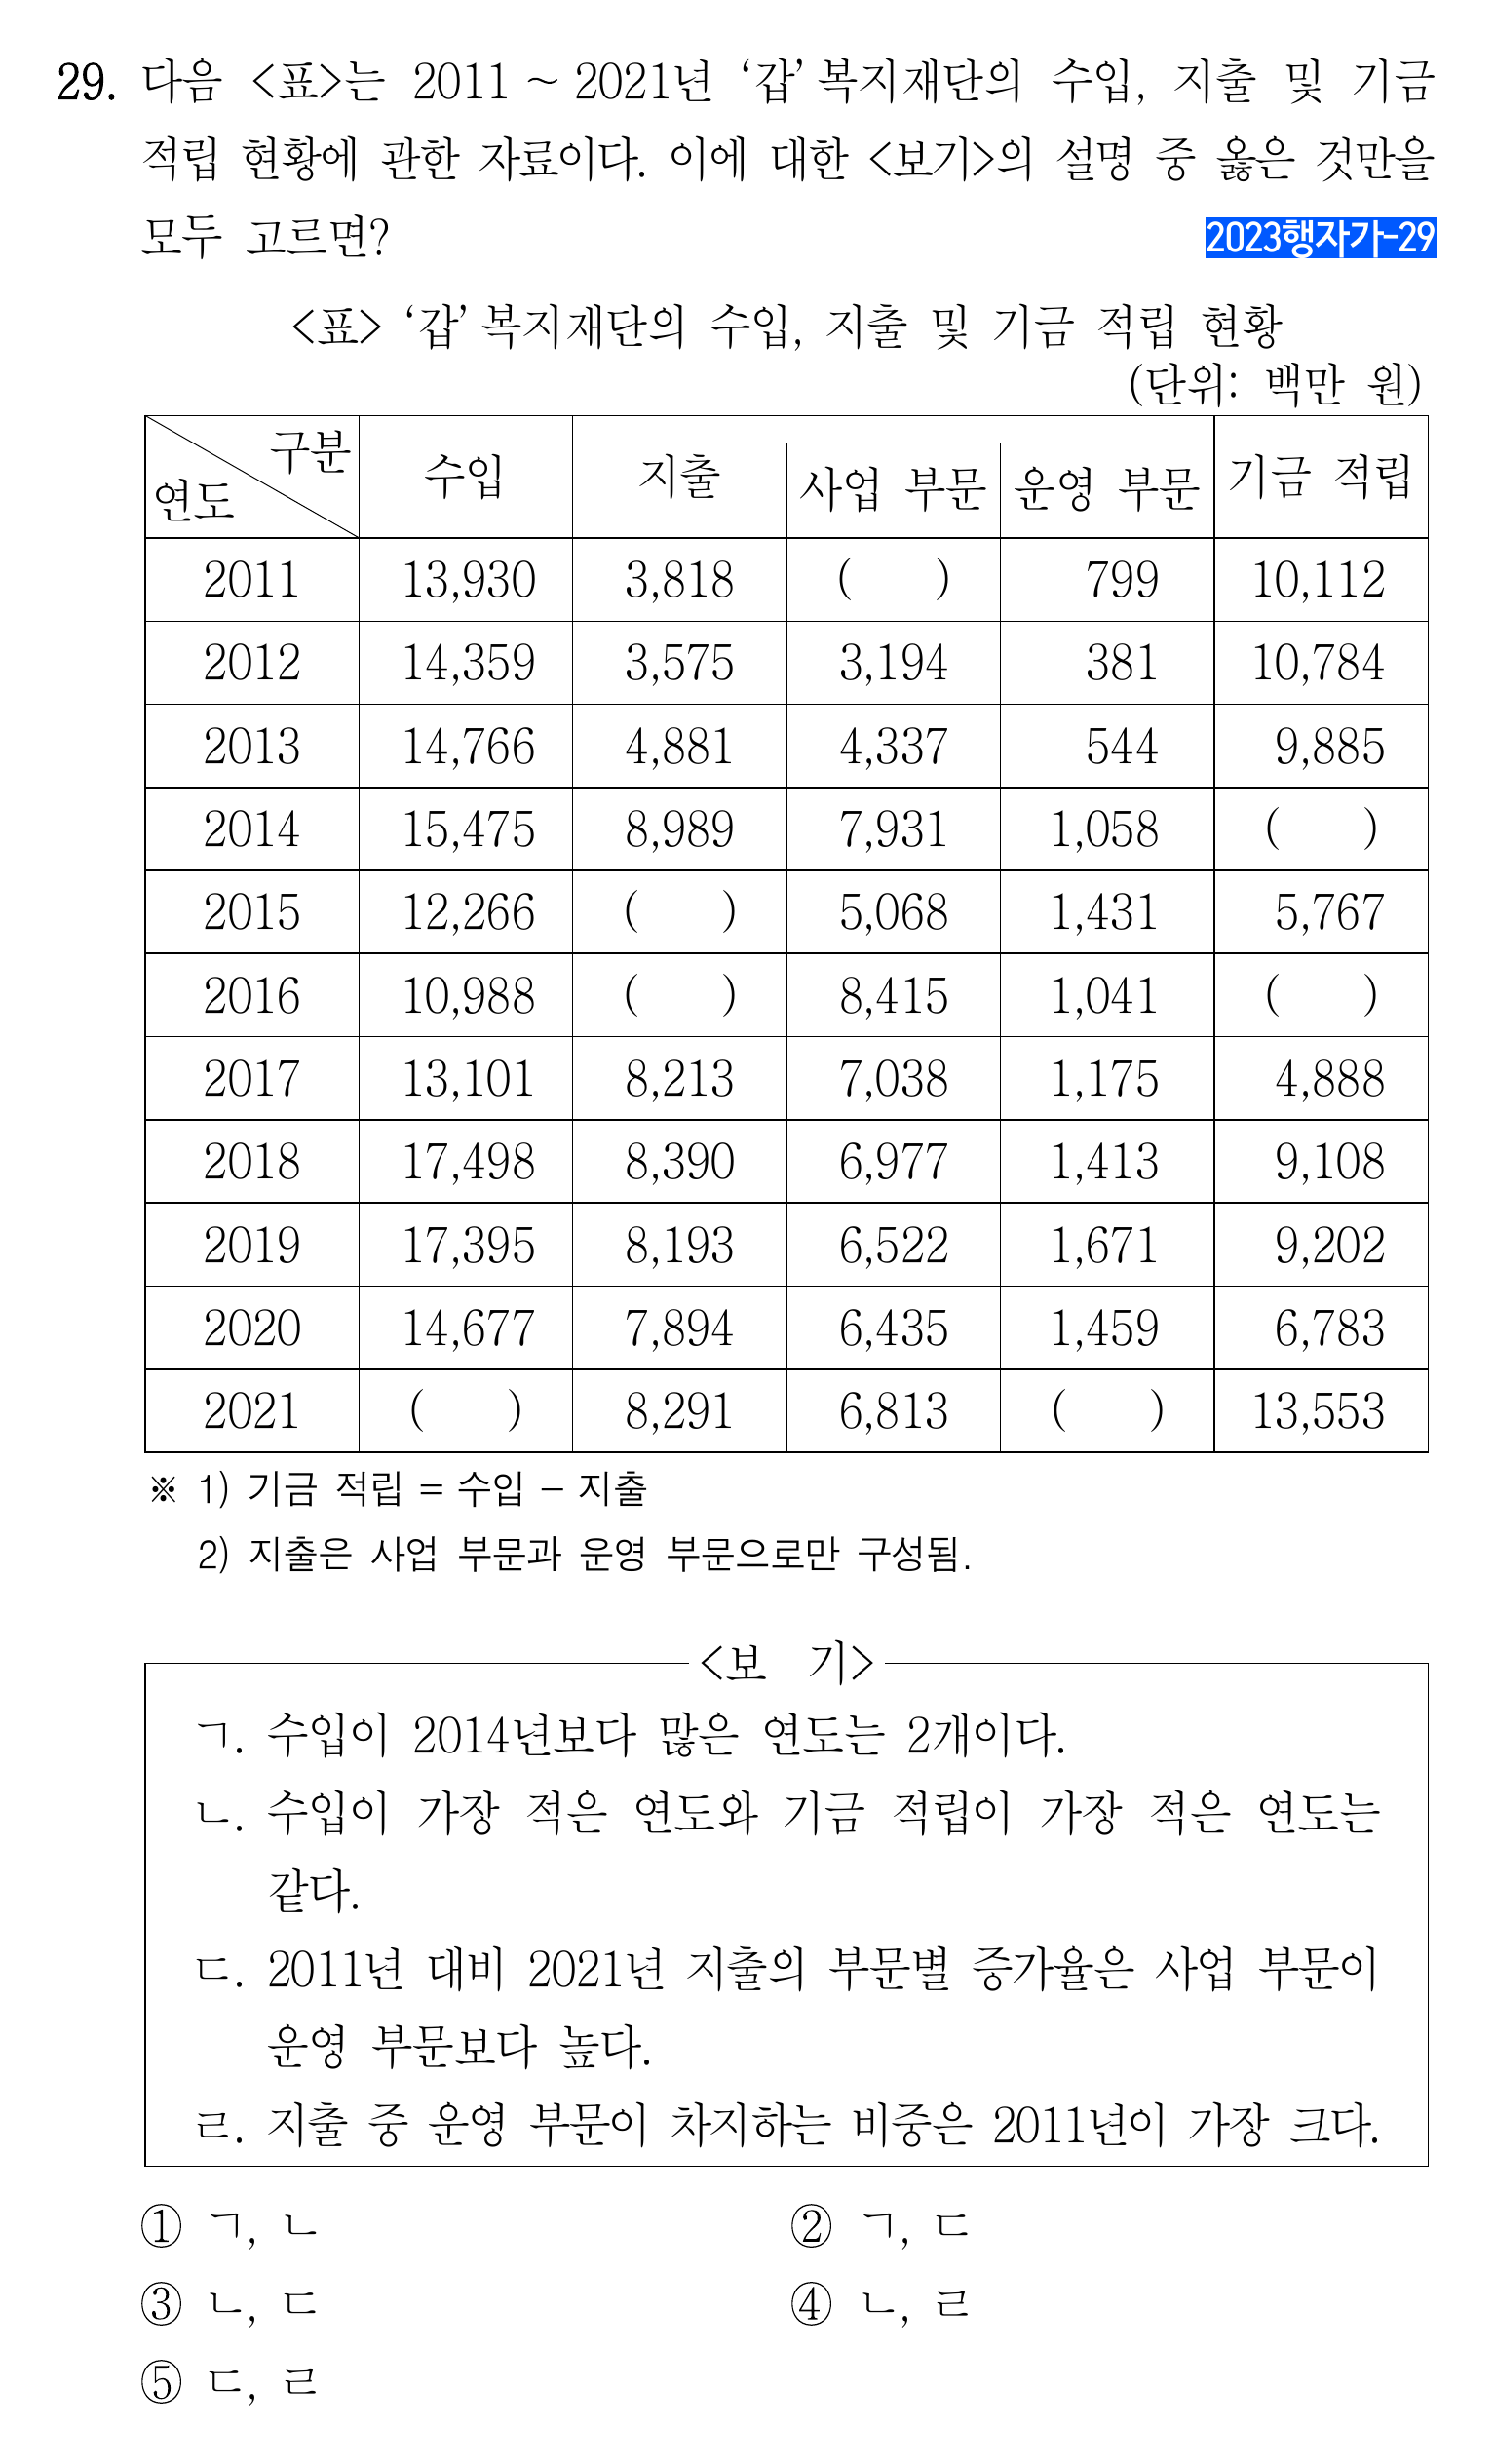 29. 다음 <표>는 2011 ~ 2021년 ‘갑’ 복지재단의 수입, 지출 및 기금
적립 현황에 관한 자료이다. 이에 대한 <보기>의 설명 중 옳은 것만을
모두 고르면?
2023행자가-29
<표> ‘갑’ 복지재단의 수입, 지출 및 기금 적립 현황
(단위: 백만 원)
구분 연도 수입 지출 사업 부문 운영 부문 기금 적립
2011 13,930 3,818 ( ) 799 10,112
2012 14,359 3,575 3,194 381 10,784
2013 14,766 4,881 4,337 544 9,885
2014 15,475 8,989 7,931 1,058 ( )
2015 12,266 ( ) 5,068 1,431 5,767
2016 10,988 ( ) 8,415 1,041 ( )
2017 13,101 8,213 7,038 1,175 4,888
2018 17,498 8,390 6,977 1,413 9,108
2019 17,395 8,193 6,522 1,671 9,202
2020 14,677 7,894 6,435 1,459 6,783
2021 ( ) 8,291 6,813 ( ) 13,553
※ 1) 기금 적립 = 수입 − 지출
2) 지출은 사업 부문과 운영 부문으로만 구성됨.
<보 기>
ㄱ. 수입이 2014년보다 많은 연도는 2개이다.
ㄴ. 수입이 가장 적은 연도와 기금 적립이 가장 적은 연도는
같다.
ㄷ. 2011년 대비 2021년 지출의 부문별 증가율은 사업 부문이
운영 부문보다 높다.
ㄹ. 지출 중 운영 부문이 차지하는 비중은 2011년이 가장 크다.
① ㄱ, ㄴ ② ㄱ, ㄷ
③ ㄴ, ㄷ ④ ㄴ, ㄹ
⑤ ㄷ, ㄹ